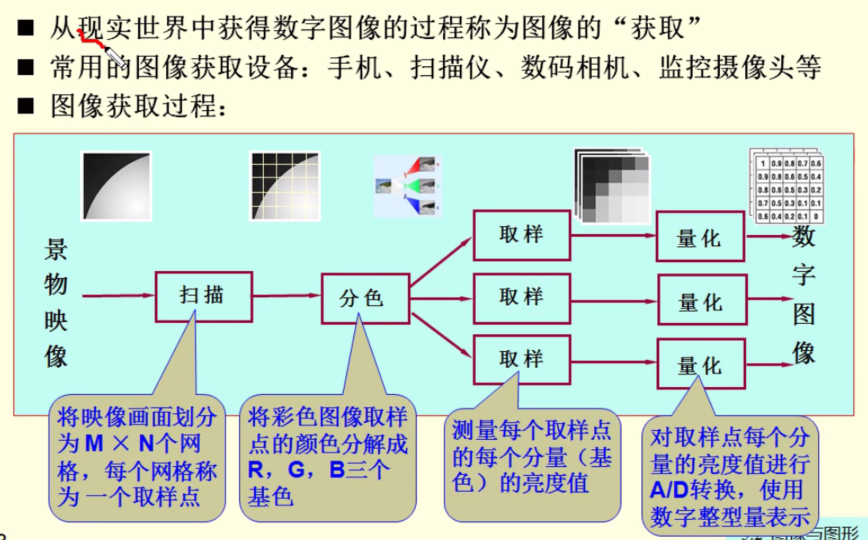 从现实世界中获得数字图像的过程称为图像的“获取”
常用的图像获取设备：手机、扫描仪、数码相机、监控摄像头等
图像获取过程：
1 0.9 0.8 0.7 0.6
0.9 0.8 0.6 0.5 0.4
0.8 0.6 0.5 0.3 0.2
0.7 0.5 0.3 0.1 0.1
0.6 0.4 0.2 0.1 0
景物映像
扫描
分色
取样
取样
取样
量化
量化
量化
数字图像
将映像画面划分
为 M × N个网
格，每个网格称
为一个取样点
将彩色图像取样
点的颜色分解成
R，G，B三个
基色
测量每个取样点
的每个分量（基
色）的亮度值
对取样点每个分
量的亮度值进行
A/D转换，使用
数字整型量表示
图像与图形